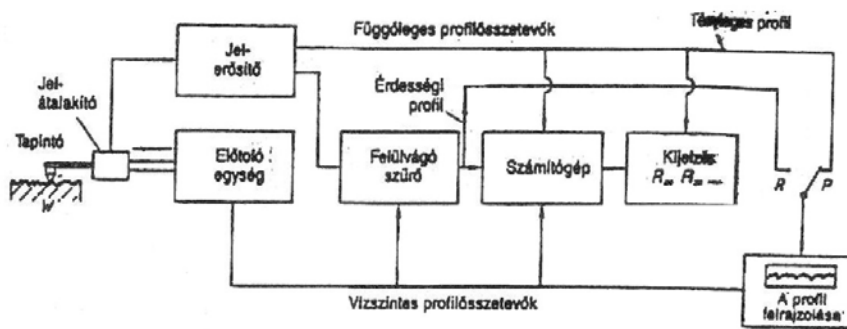 Függőleges profilösszetevők
Tényleges profil
Jel-
erősítő
Jel-
átalakító
Érdességi
profil
Tapintó
Előtoló
egység
Felülvágó
szűrő
Számítógép
Kijelzés
R P
W
A profil
felrajzolása
Vízszintes profilösszetevők